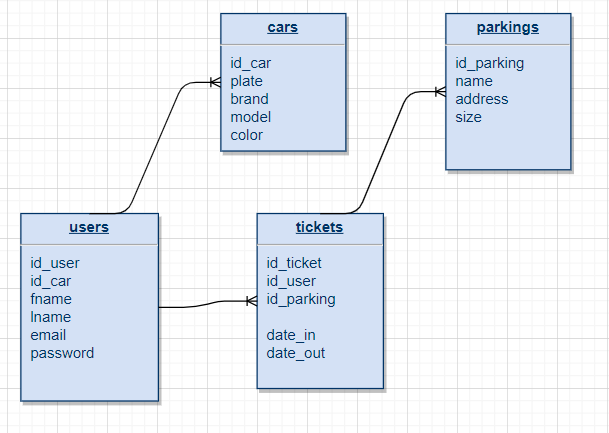 cars
id_car
plate
brand
model
color
parkings
id_parking
name
address
size
users
id_user
id_car
fname
lname
email
password
tickets
id_ticket
id_user
id_parking
date_in
date_out